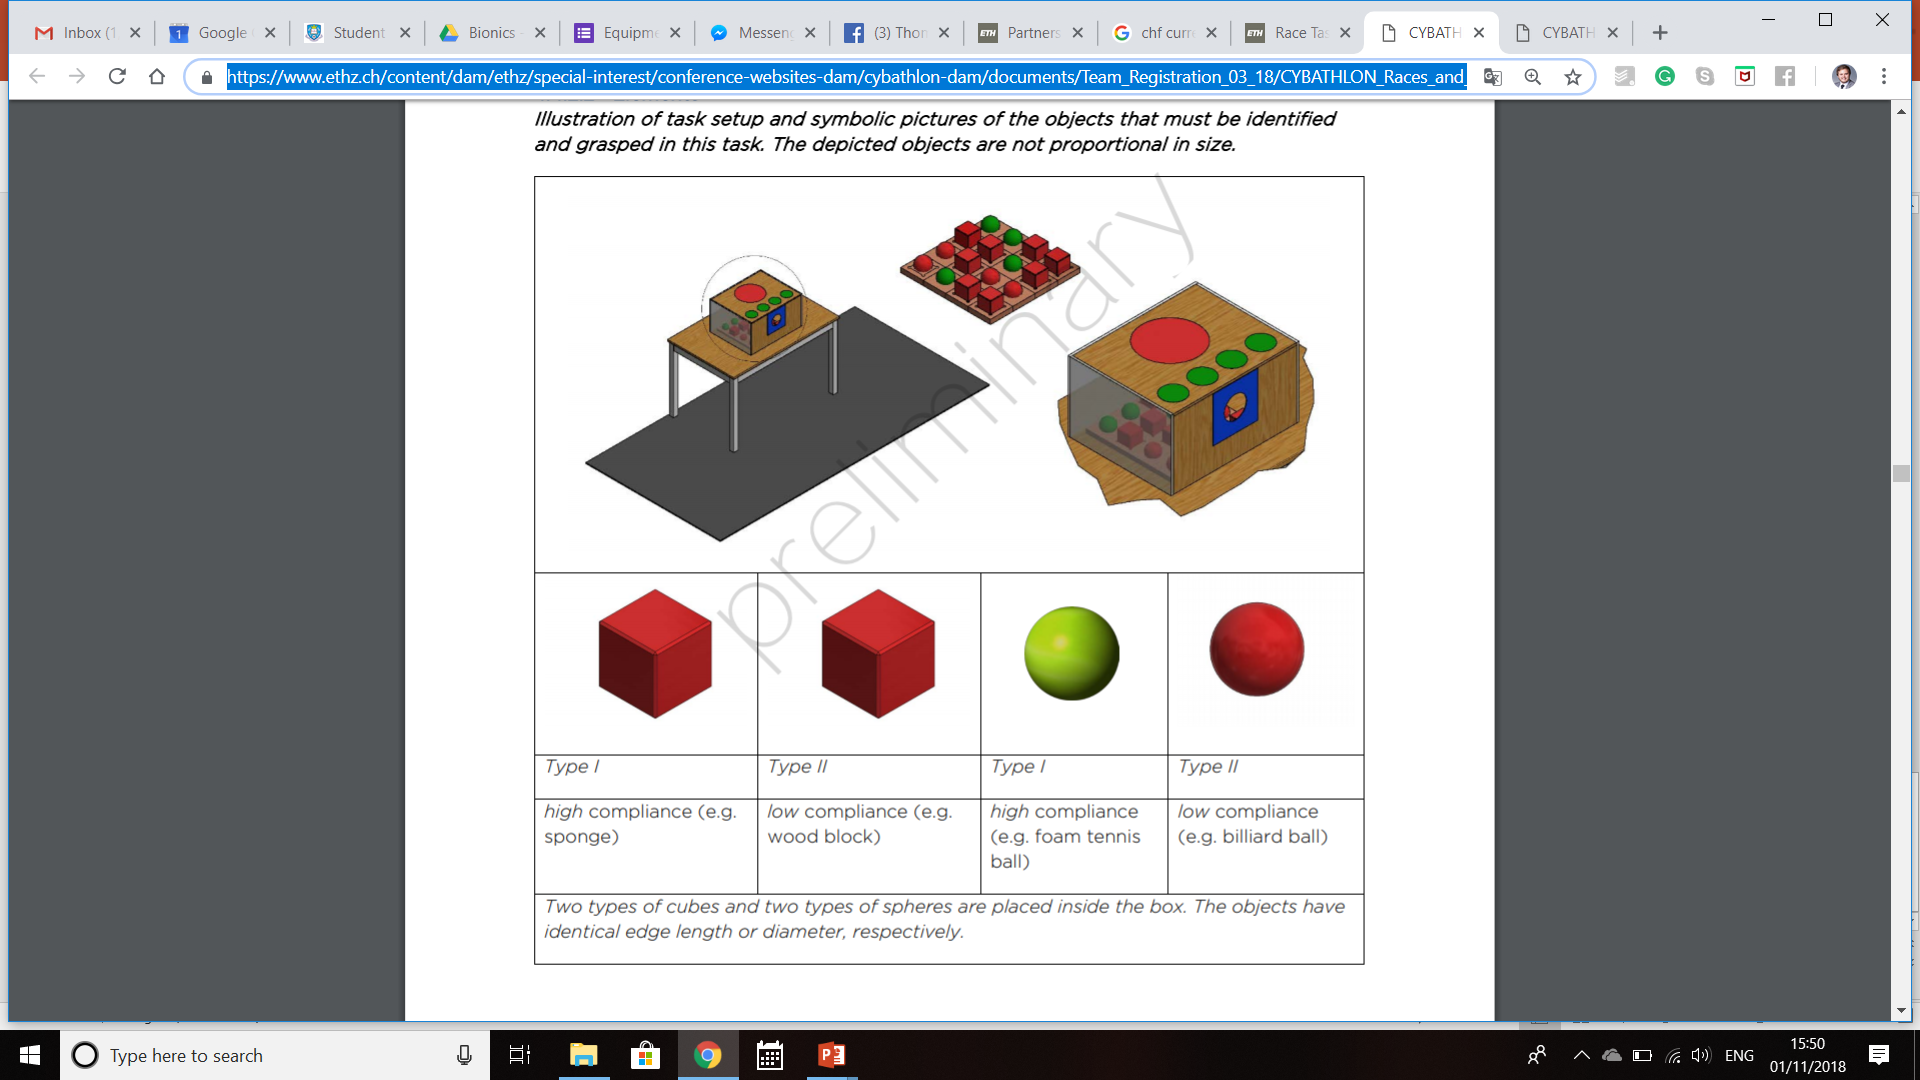 Inbox (1
Google
Student
Bionics -
Equipme
Messeng
(3) Thor
Partners
chf curr
Race Tas
CYBATH
CYBATH
https://www.ethz.ch/content/dam/ethz/special-interest/conference-websites-dam/cybathlon-dam/documents/Team_Registration_03_18/CYBATHLON_Races_and_
Illustration of task setup and symbolic pictures of the objects that must be identified
and grasped in this task. The depicted objects are not proportional in size.
preliminary
Type I
Type II
Type I
Type II
high compliance (e.g.
sponge)
low compliance (e.g.
wood block)
high compliance
(e.g. foam tennis
ball)
low compliance
(e.g. billiard ball)
Two types of cubes and two types of spheres are placed inside the box. The objects have
identical edge length or diameter, respectively.
Type here to search
ENG
15:50
01/11/2018